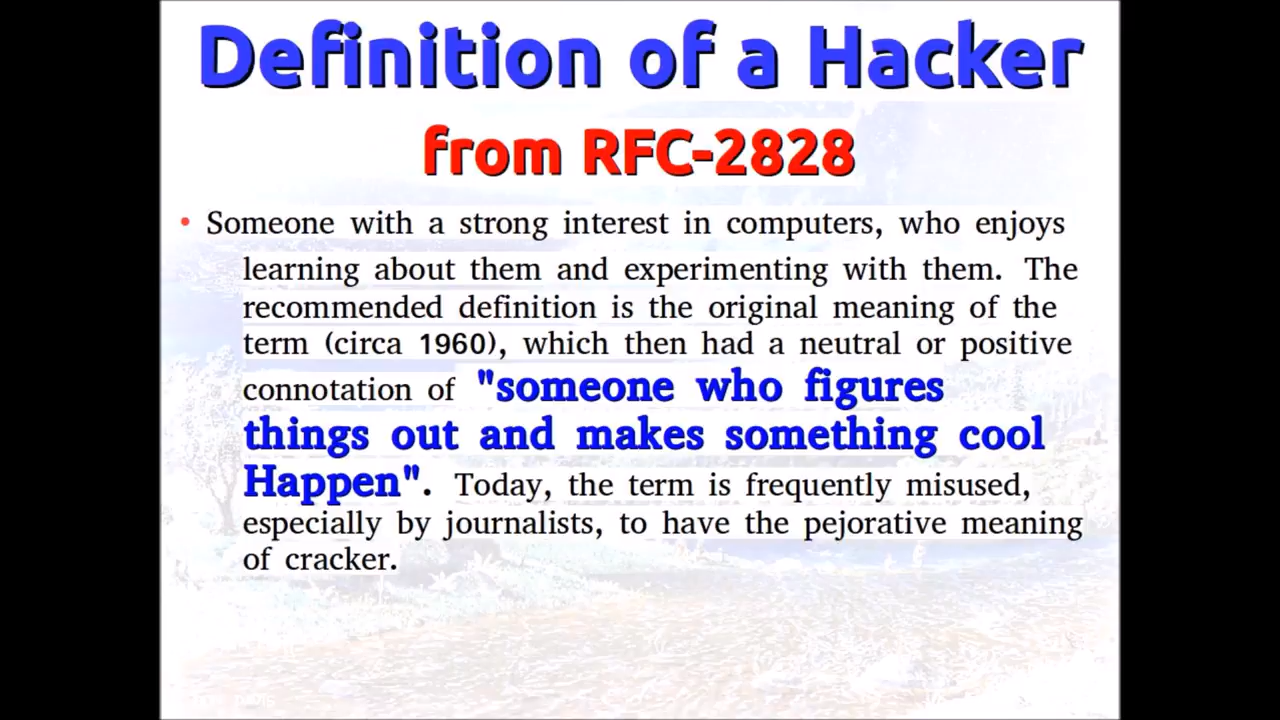 Definition of a Hacker
from RFC-2828
• Someone with a strong interest in computers, who enjoys
learning about them and experimenting with them. The
recommended definition is the original meaning of the
term (circa 1960), which then had a neutral or positive
connotation of "someone who figures
things out and makes something cool
Happen". Today, the term is frequently misused,
especially by journalists, to have the pejorative meaning
of cracker.